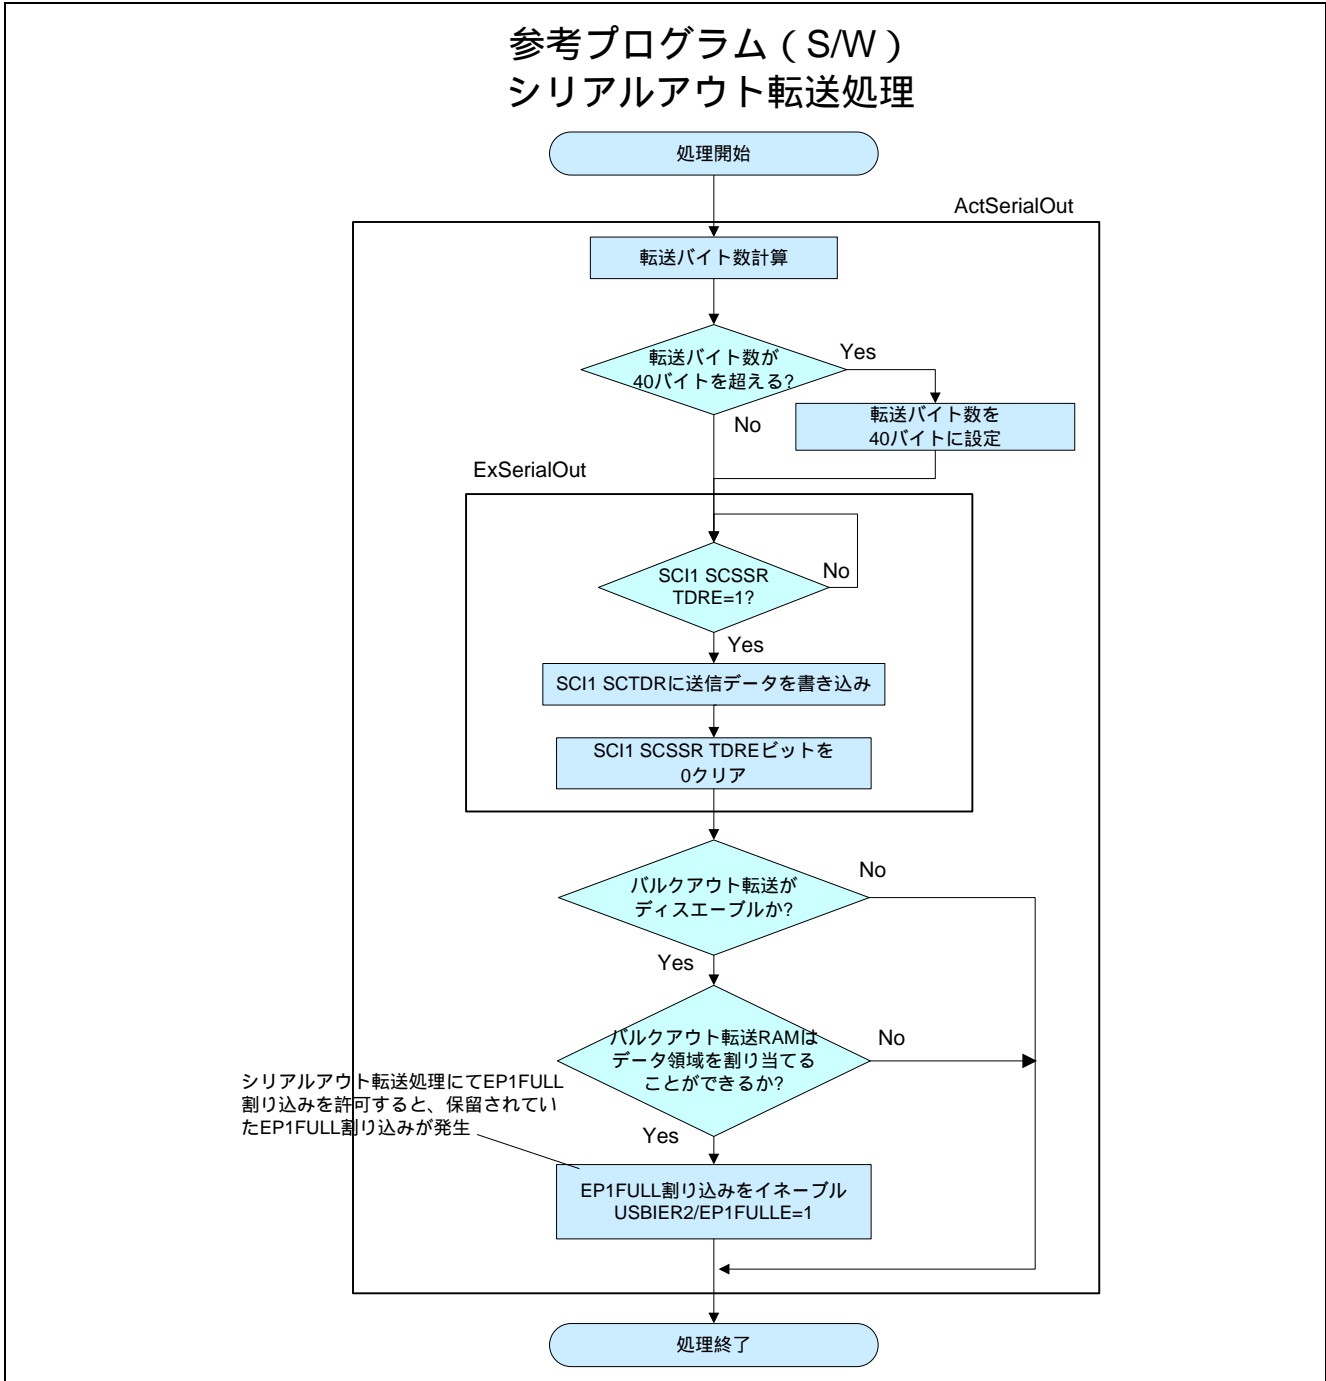 参考プログラム（S/W）
シリアルアウト転送処理
処理開始
ActSerialOut
転送バイト数計算
転送バイト数が
40バイトを超える?
Yes
No
転送バイト数を
40バイトに設定
ExSerialOut
SCI1 SCSSR
TDRE=1?
No
Yes
SCI1 SCTDRに送信データを書き込み
SCI1 SCSSR TDREビットを
0クリア
バルクアウト転送が
ディスエーブルか?
No
Yes
バルクアウト転送RAMは
データ領域を割り当てる
ことができるか?
No
シリアルアウト転送処理にてEP1FULL
割り込みを許可すると、保留されてい
たEP1FULL割り込みが発生
Yes
EP1FULL割り込みをイネーブル
USBIER2/EP1FULLE=1
処理終了